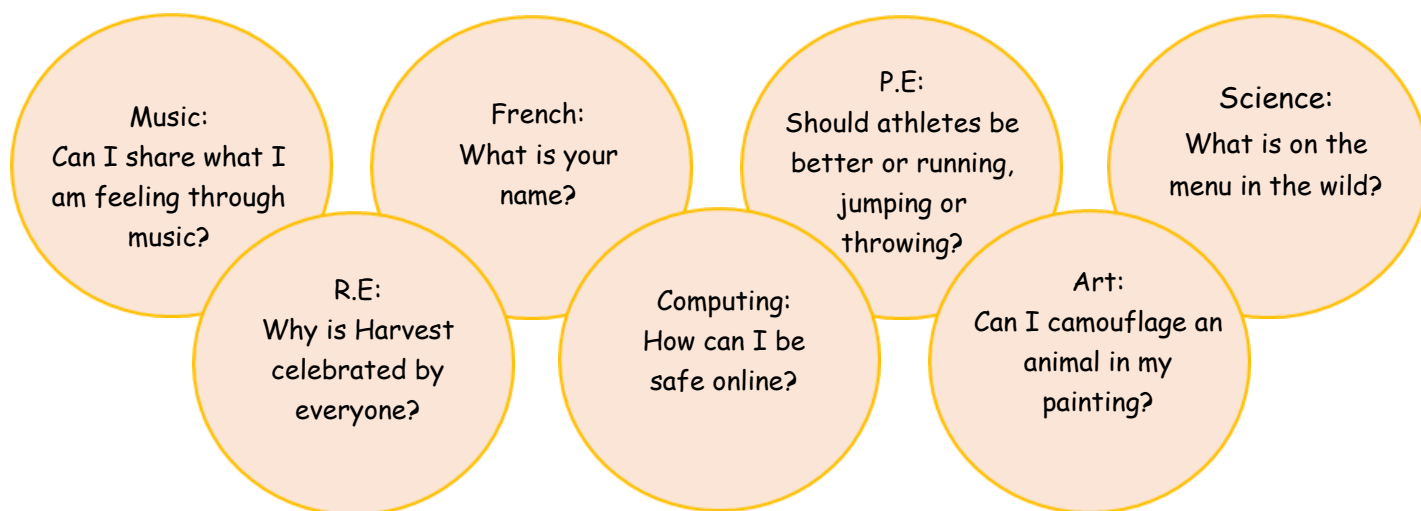 Music:
Can I share what I
am feeling through
music?
French:
What is your
name?
P.E:
Should athletes be
better or running,
jumping or
throwing?
Science:
What is on the
menu in the wild?
R.E:
Why is Harvest
celebrated by
everyone?
Computing:
How can I be
safe online?
Art:
Can I camouflage an
animal in my
painting?